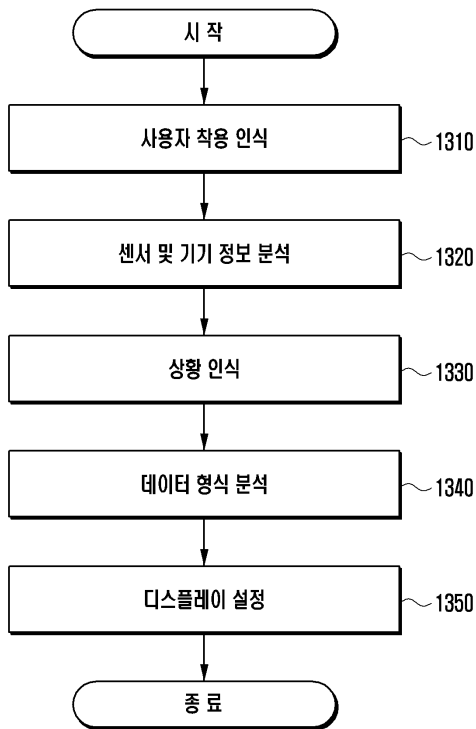 시 작
사용자 착용 인식
1310
센서 및 기기 정보 분석
1320
상황 인식
1330
데이터 형식 분석
1340
디스플레이 설정
1350
종 료